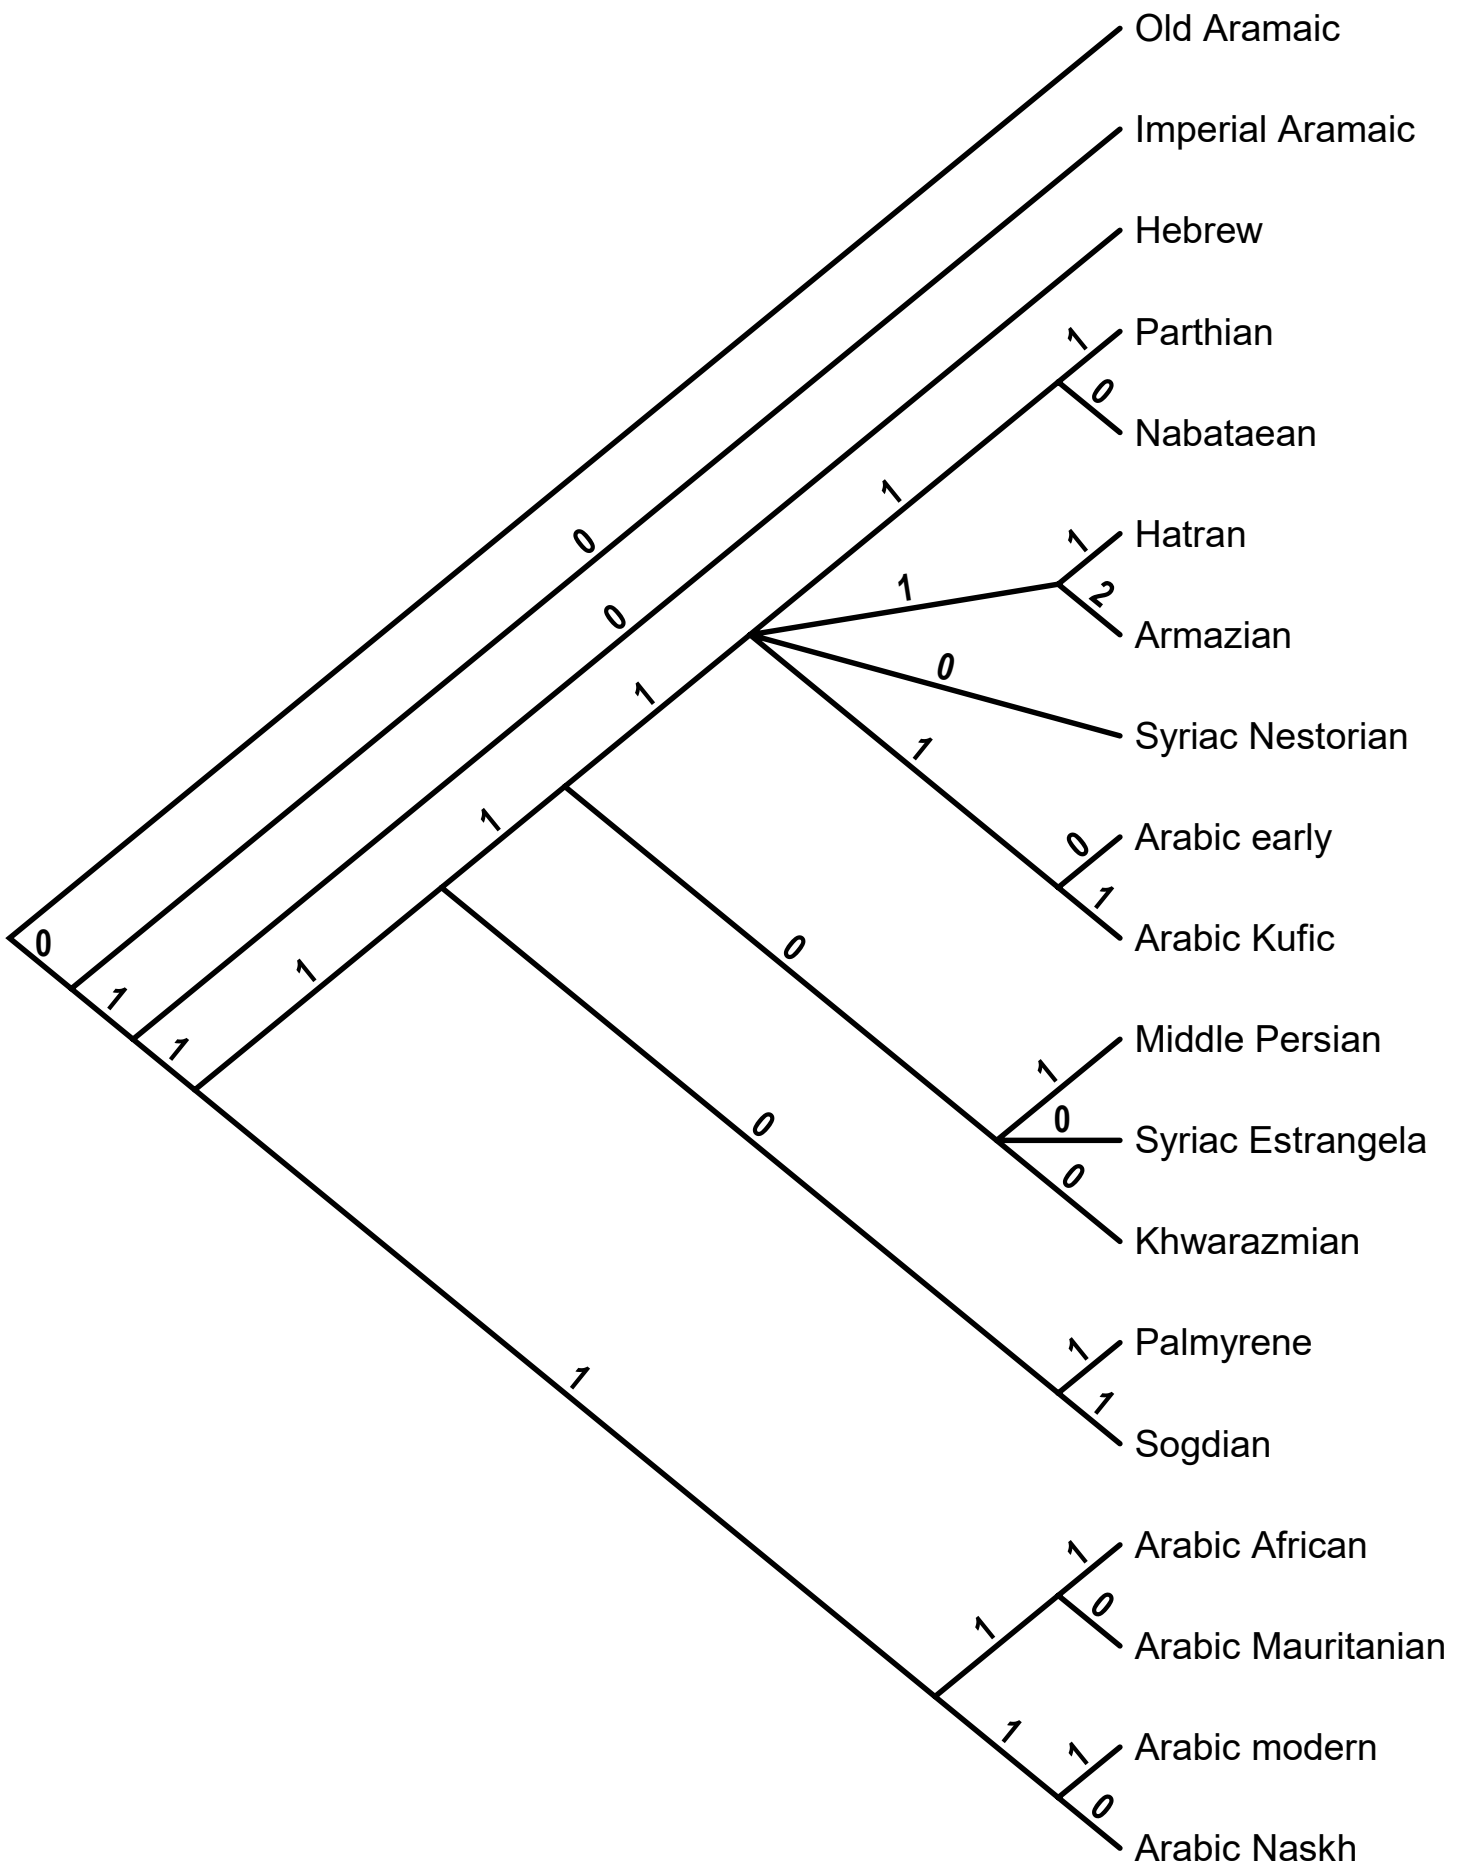 Old Aramaic
Imperial Aramaic
Hebrew
1
Parthian
0
Nabataean
1
1
Hatran
0
1
2
Armazian
0
1
0
Syriac Nestorian
1
1
0
Arabic early
1
Arabic Kufic
0
0
1
1
Middle Persian
1
1
0
Syriac Estrangela
0
0
Khwarazmian
1
Palmyrene
1
1
Sogdian
1
Arabic African
1
0
Arabic Mauritanian
1
1
Arabic modern
0
Arabic Naskh